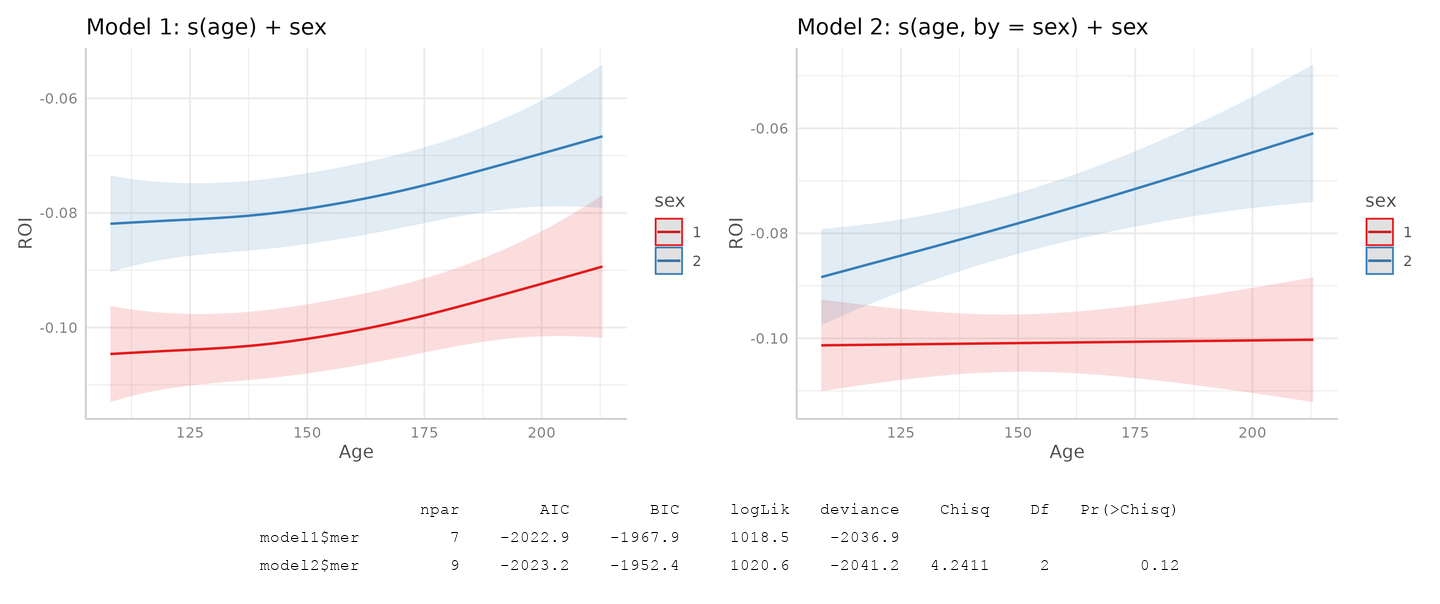 Model 1: s(age) + sex
-0.06
-0.08
-0.10
ROI
125 150 175 200
Age
sex
1
2
Model 2: s(age, by = sex) + sex
-0.06
-0.08
-0.10
ROI
125 150 175 200
Age
sex
1
2
npar AIC BIC logLik deviance Chisq Df Pr(>Chisq)
model1$mer 7 -2022.9 -1967.9 1018.5 -2036.9
model2$mer 9 -2023.2 -1952.4 1020.6 -2041.2 4.2411 2 0.12